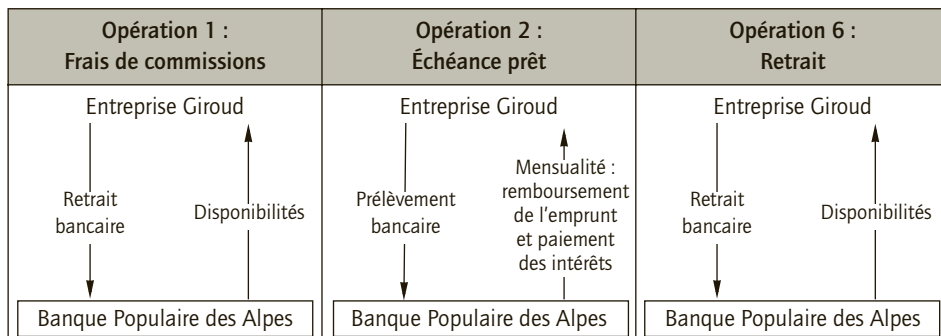 Opération 1 :
Frais de commissions
Opération 2 :
Échéance prêt
Opération 6 :
Retrait
Entreprise Giroud
Retrait
bancaire
Disponibilités
Banque Populaire des Alpes
Entreprise Giroud
Prélèvement
bancaire
Mensualité :
remboursement
de l'emprunt
et paiement
des intérêts
Banque Populaire des Alpes
Entreprise Giroud
Retrait
bancaire
Disponibilités
Banque Populaire des Alpes